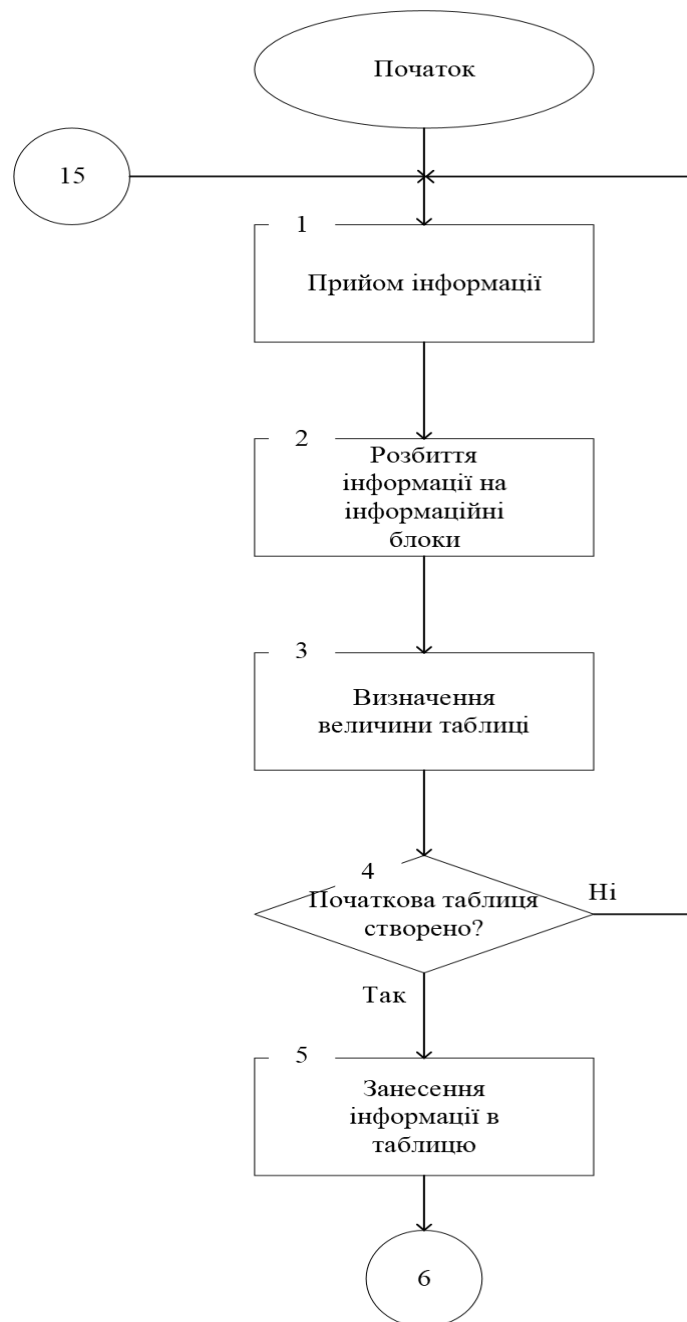 Початок
15
1
Прийом інформації
2
Розбиття
інформації на
інформаційні
блоки
3
Визначення
величини таблиці
4
Початкова таблиця
створено?
Ні
Так
5
Занесення
інформації в
таблицю
6